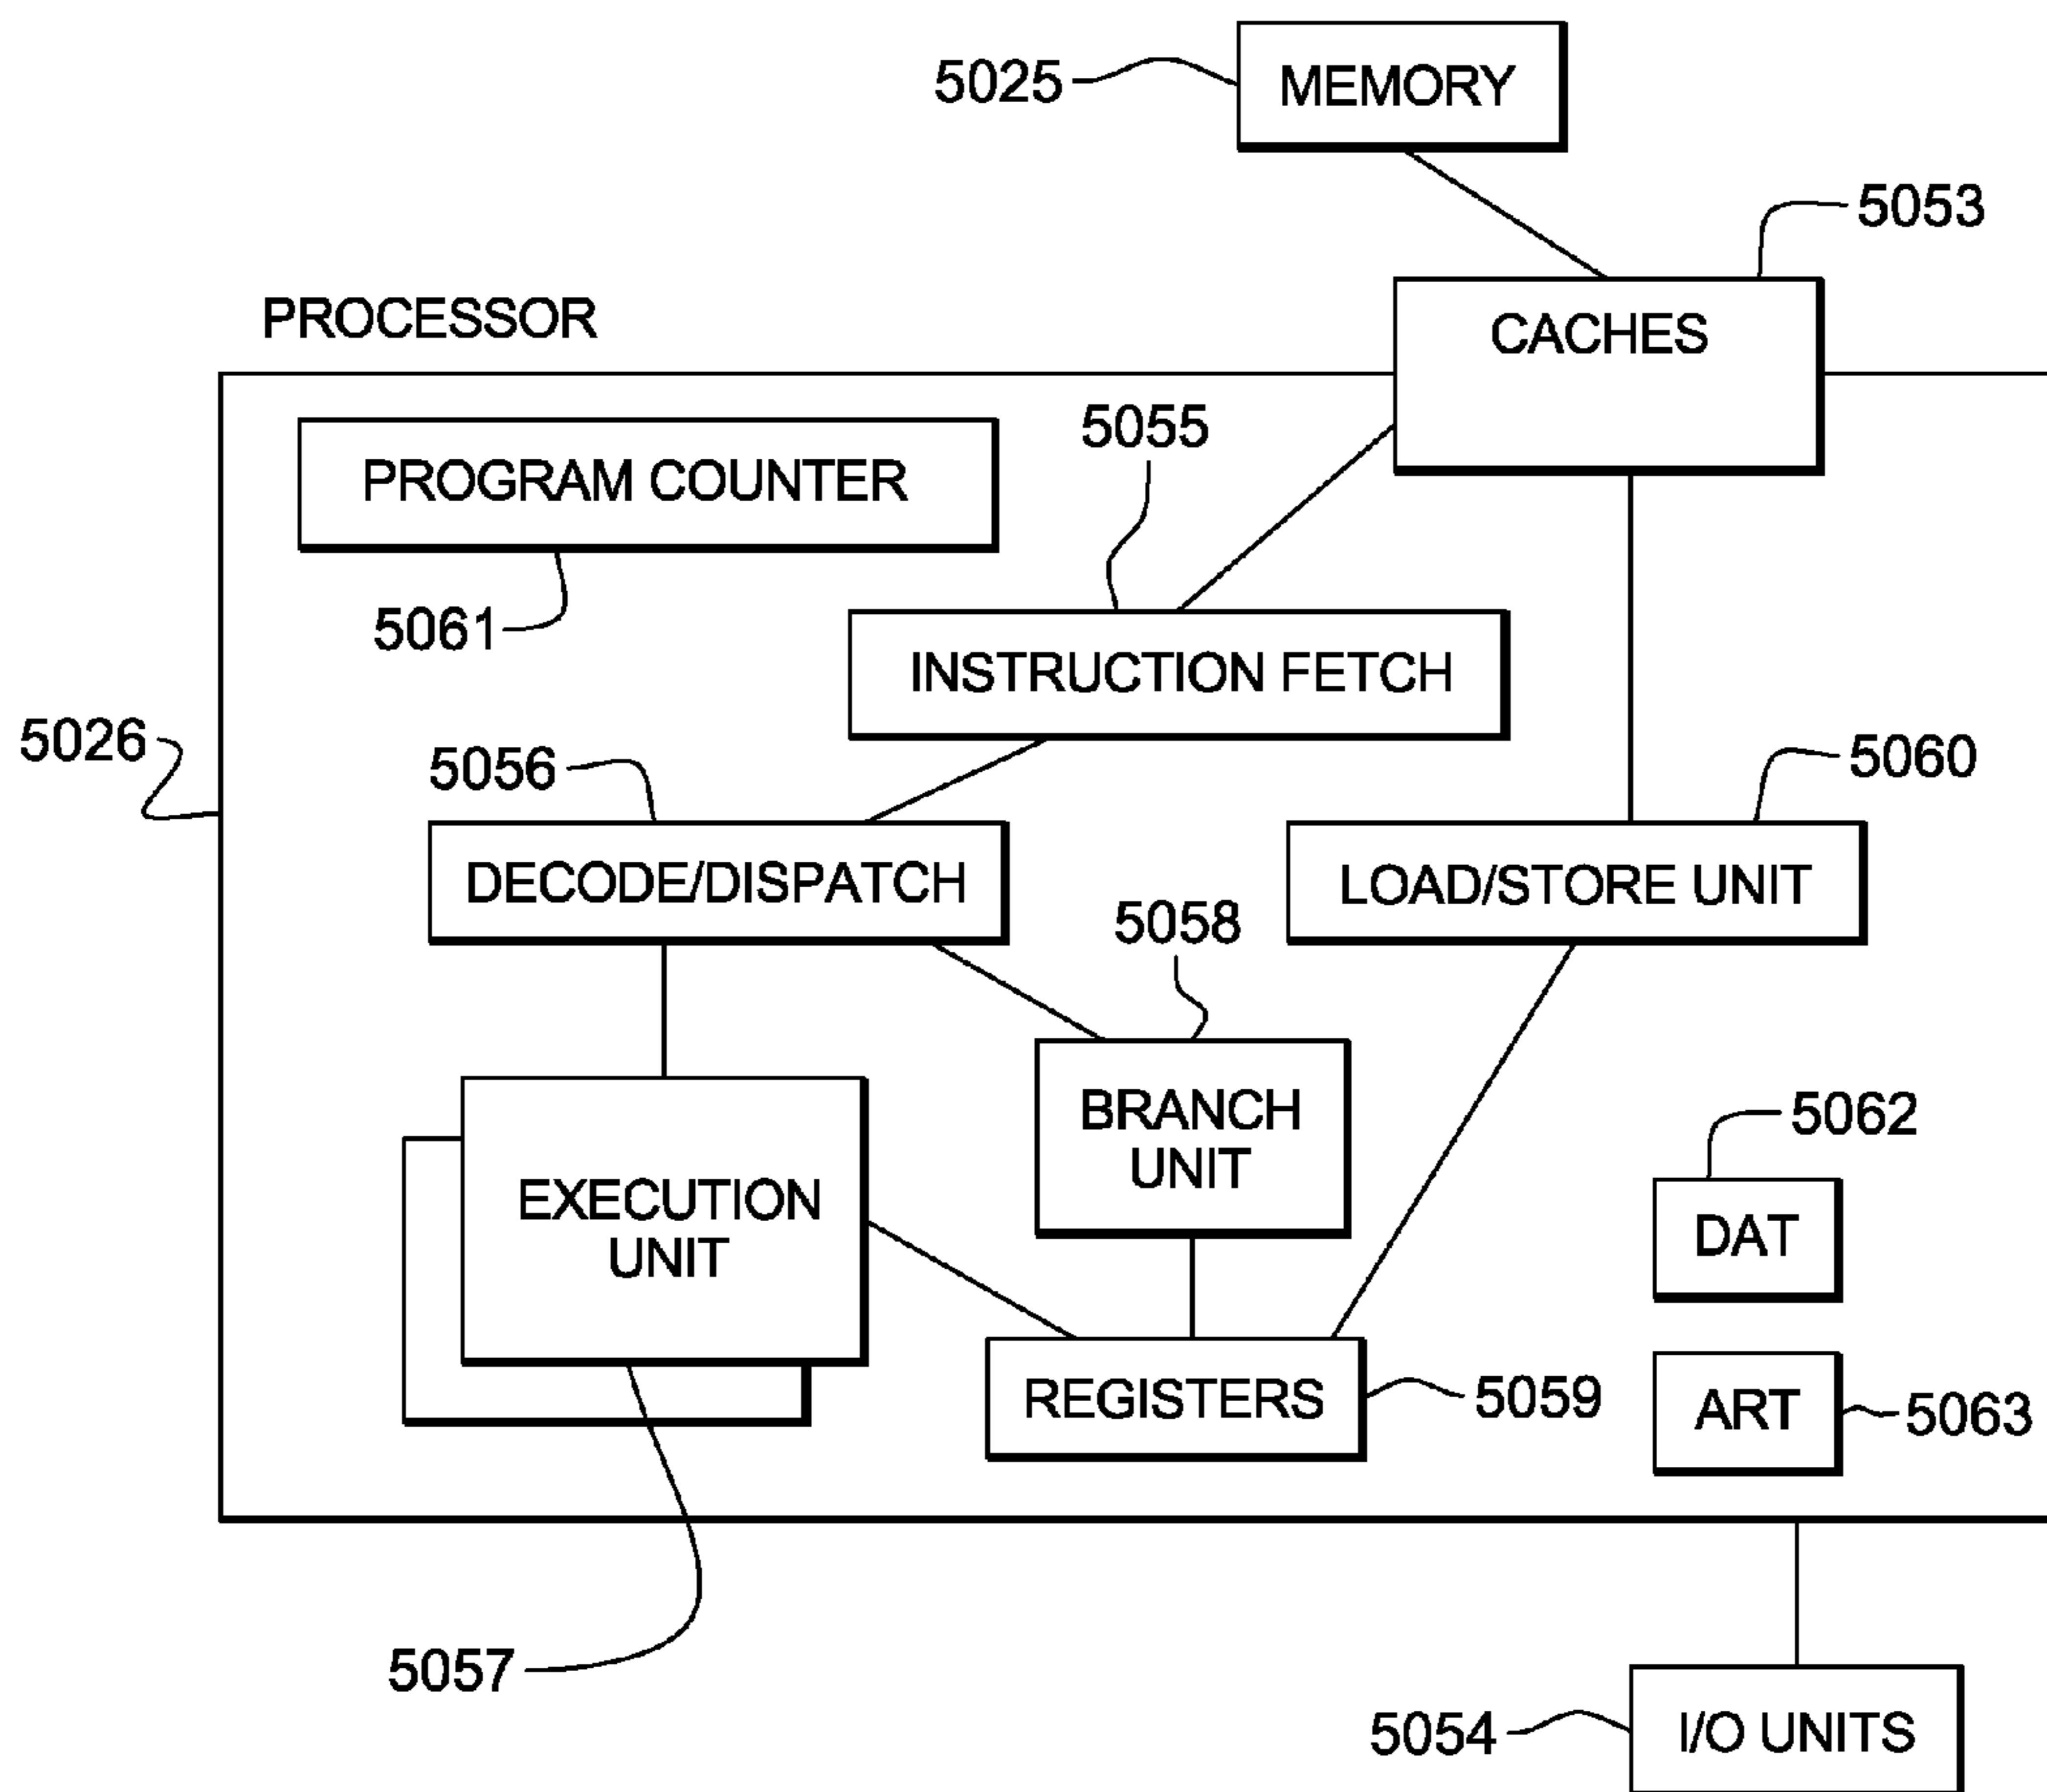 MEMORY
5025
5053
CACHES
PROCESSOR
5055
PROGRAM COUNTER
5061
INSTRUCTION FETCH
5026
5056
5060
DECODE/DISPATCH
LOAD/STORE UNIT
5058
BRANCH
UNIT
5062
EXECUTION
UNIT
DAT
REGISTERS
5059
ART
5063
5057
5054
I/O UNITS